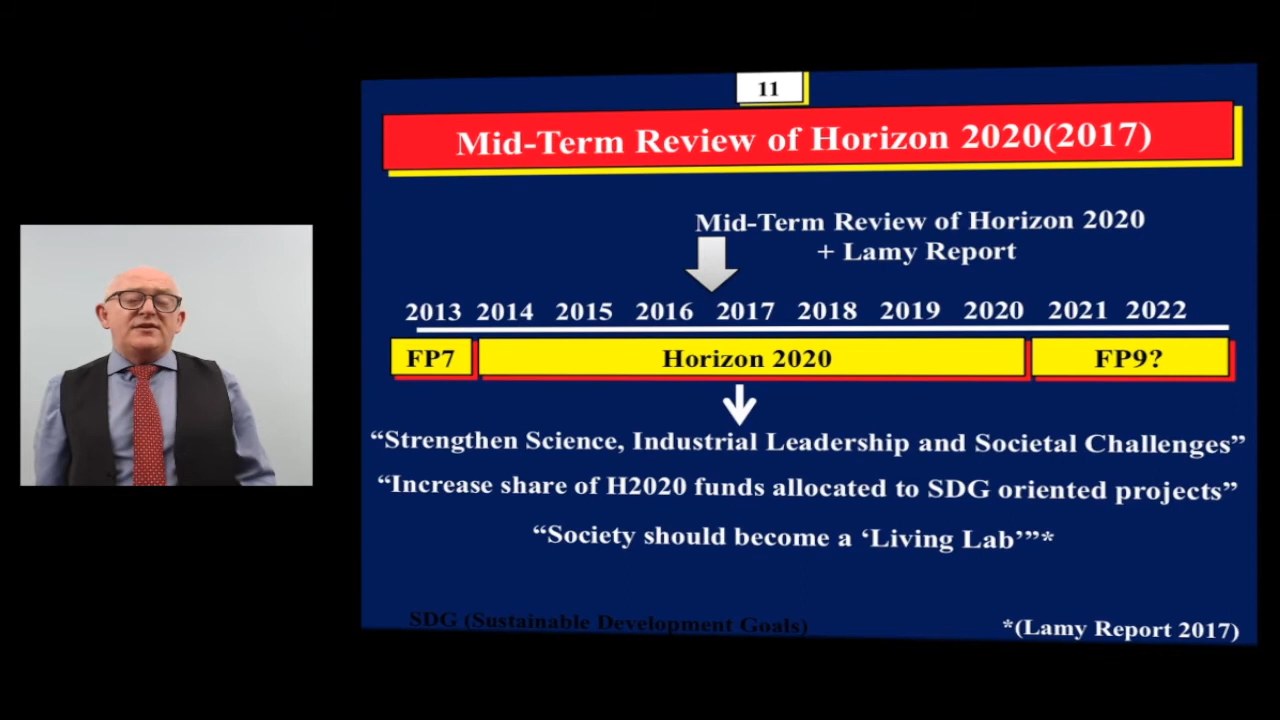 11
Mid-Term Review of Horizon 2020(2017)
Mid-Term Review of Horizon 2020
+ Lamy Report
2013 2014 2015 2016 2017 2018 2019 2020 2021 2022
FP7 Horizon 2020 FP9?
“Strengthen Science, Industrial Leadership and Societal Challenges”
“Increase share of H2020 funds allocated to SDG oriented projects”
“Society should become a ‘Living Lab’”*
SDG (Sustainable Development Goals)
*(Lamy Report 2017)